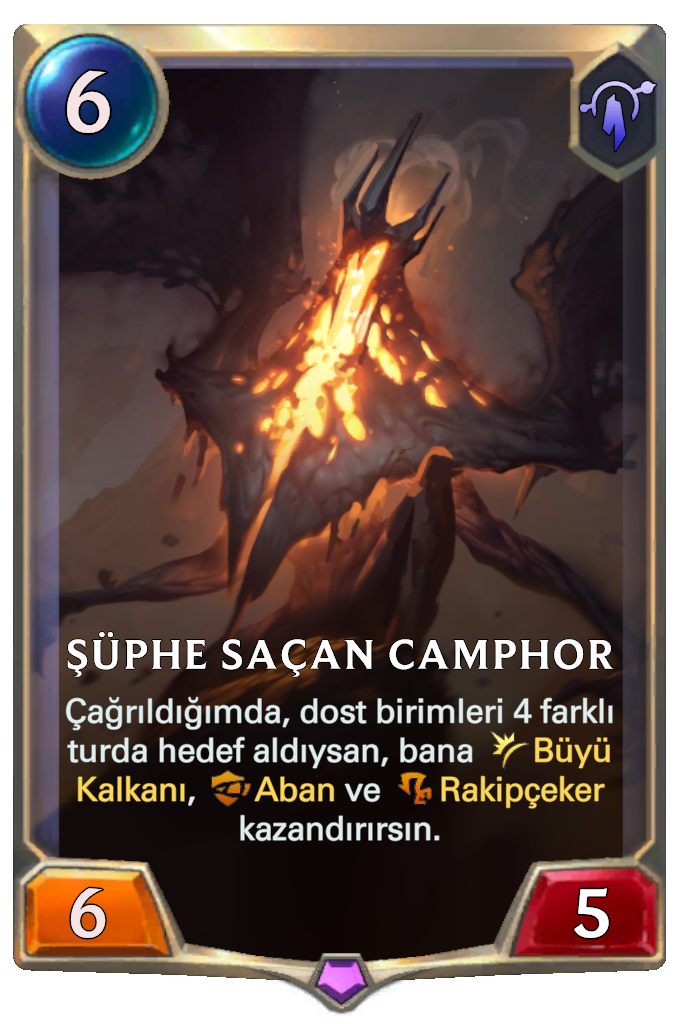 6
ŞÜPHE SAÇAN CAMPHOR
Çağrıldığımda, dost birimleri 4 farklı
turda hedef aldıysan, bana Büyü
Kalkanı, Aban ve Rakipçeker
kazandırırsın.
6
5